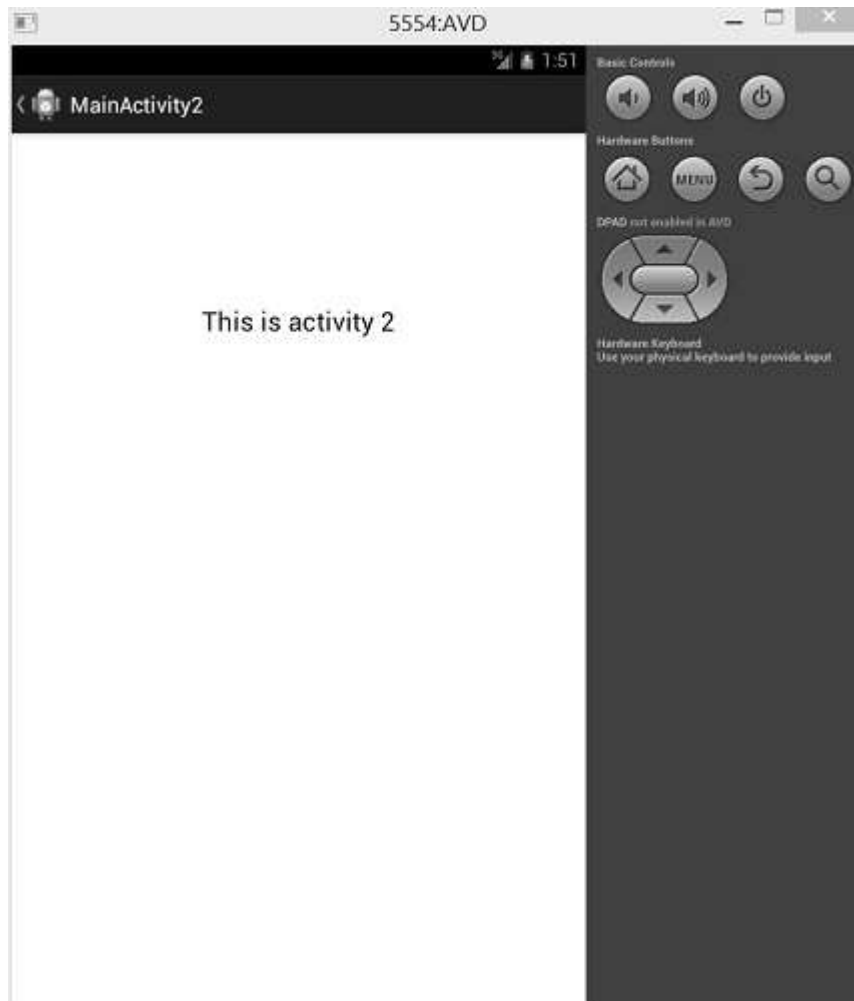 5554:AVD
3G 1:51
MainActivity2
This is activity 2
Basic Controls
Hardware Buttons
MENU
DPAD not enabled in AVD
Hardware Keyboard
Use your physical keyboard to provide input